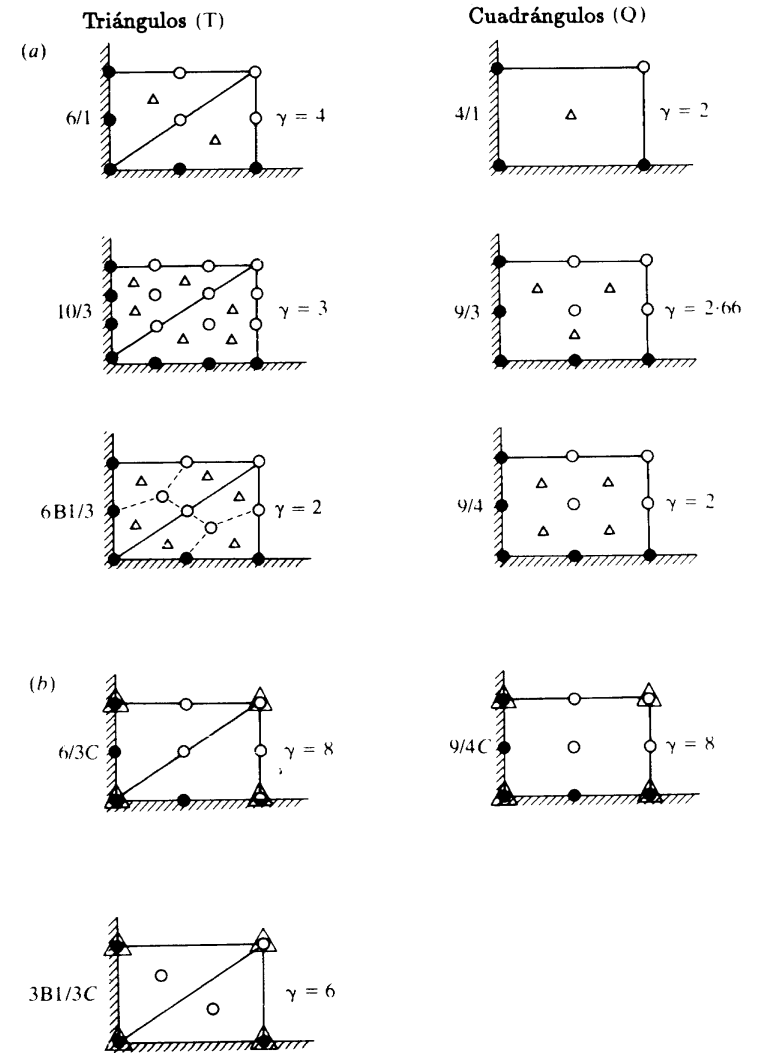 Triángulos (T)
Cuadrángulos (Q)
(a)
6/1
γ = 4
4/1
γ = 2
10/3
γ = 3
9/3
γ = 2·66
6B1/3
γ = 2
9/4
γ = 2
(b)
6/3C
γ = 8
9/4C
γ = 8
3B1/3C
γ = 6